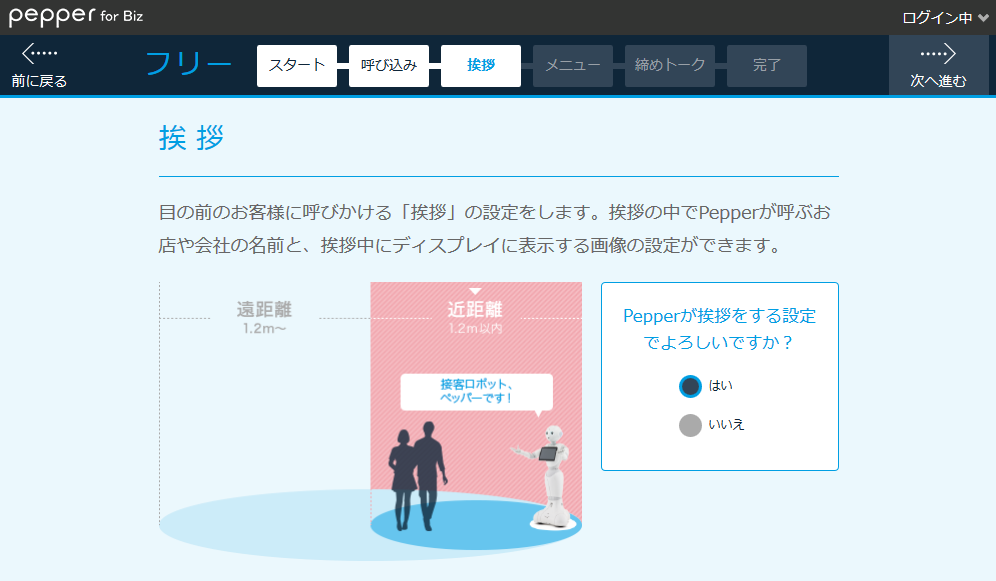 pepper for Biz
ログイン中
前に戻る
フリー
スタート
呼び込み
挨拶
メニュー
締めトーク
完了
次へ進む
挨拶
目の前のお客様に呼びかける「挨拶」の設定をします。挨拶の中でPepperが呼ぶお
店や会社の名前と、挨拶中にディスプレイに表示する画像の設定ができます。
遠距離
1.2m〜
近距離
1.2m以内
接客ロボット、
ペッパーです!
Pepperが挨拶をする設定
でよろしいですか？
はい
いいえ